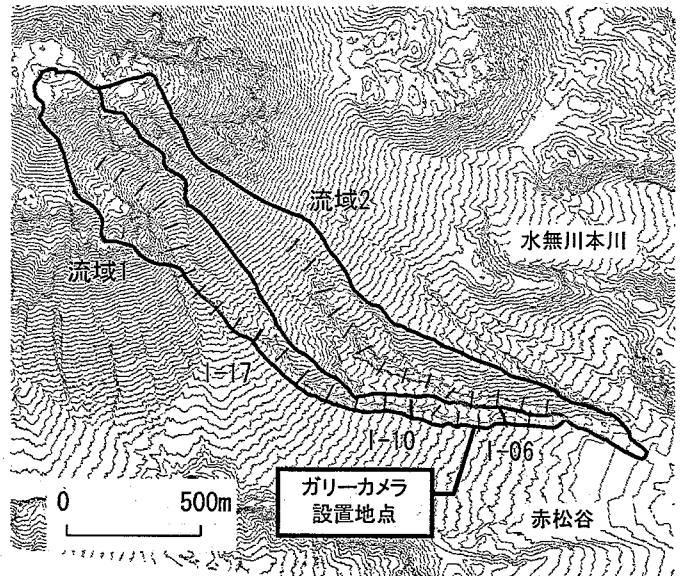 流域2
水無川本川
流域1
I-17
I-10
I-06
ガリーカメラ
設置地点
0 500m
赤松谷